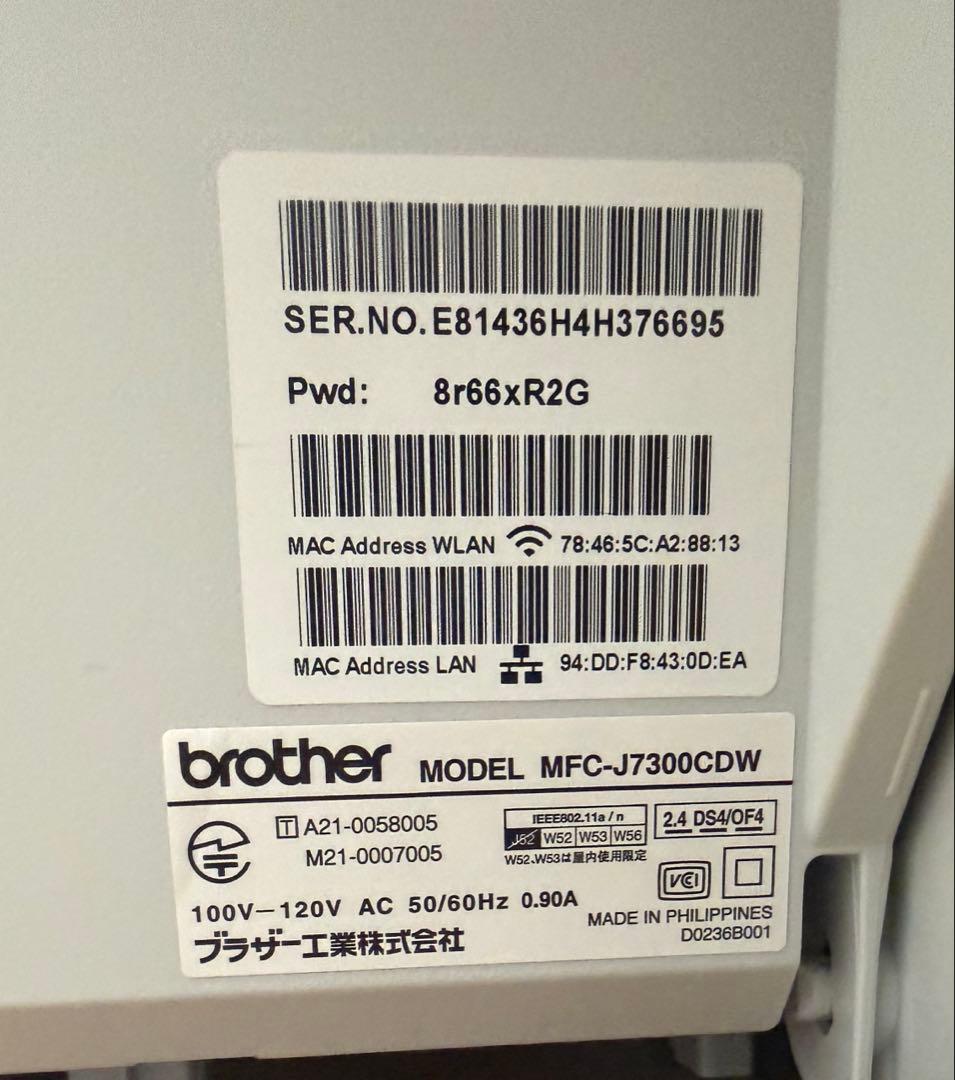 SER.NO.E81436H4H376695
Pwd: 8r66xR2G
MAC Address WLAN 78:46:5C:A2:88:13
MAC Address LAN 94:DD:F8:43:0D:EA
brother MODEL MFC-J7300CDW
T A21-0058005
M21-0007005
IEEE802.11a/n
J52 W52 W53 W56
W52、W53は屋内使用限定
2.4 DS4/OF4
VCI
100V－120V AC 50/60Hz 0.90A
MADE IN PHILIPPINES
ブラザー工業株式会社
D0236B001